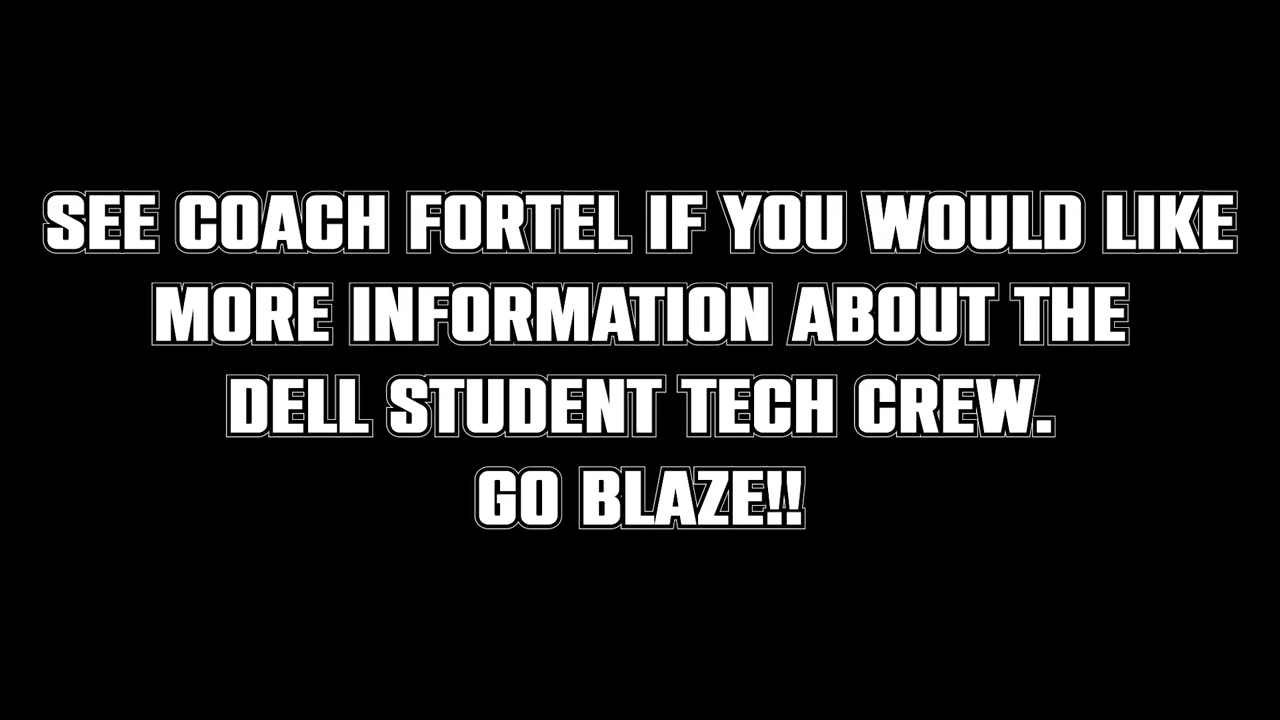 SEE COACH FORTEL IF YOU WOULD LIKE
MORE INFORMATION ABOUT THE
DELL STUDENT TECH CREW.
GO BLAZE!!